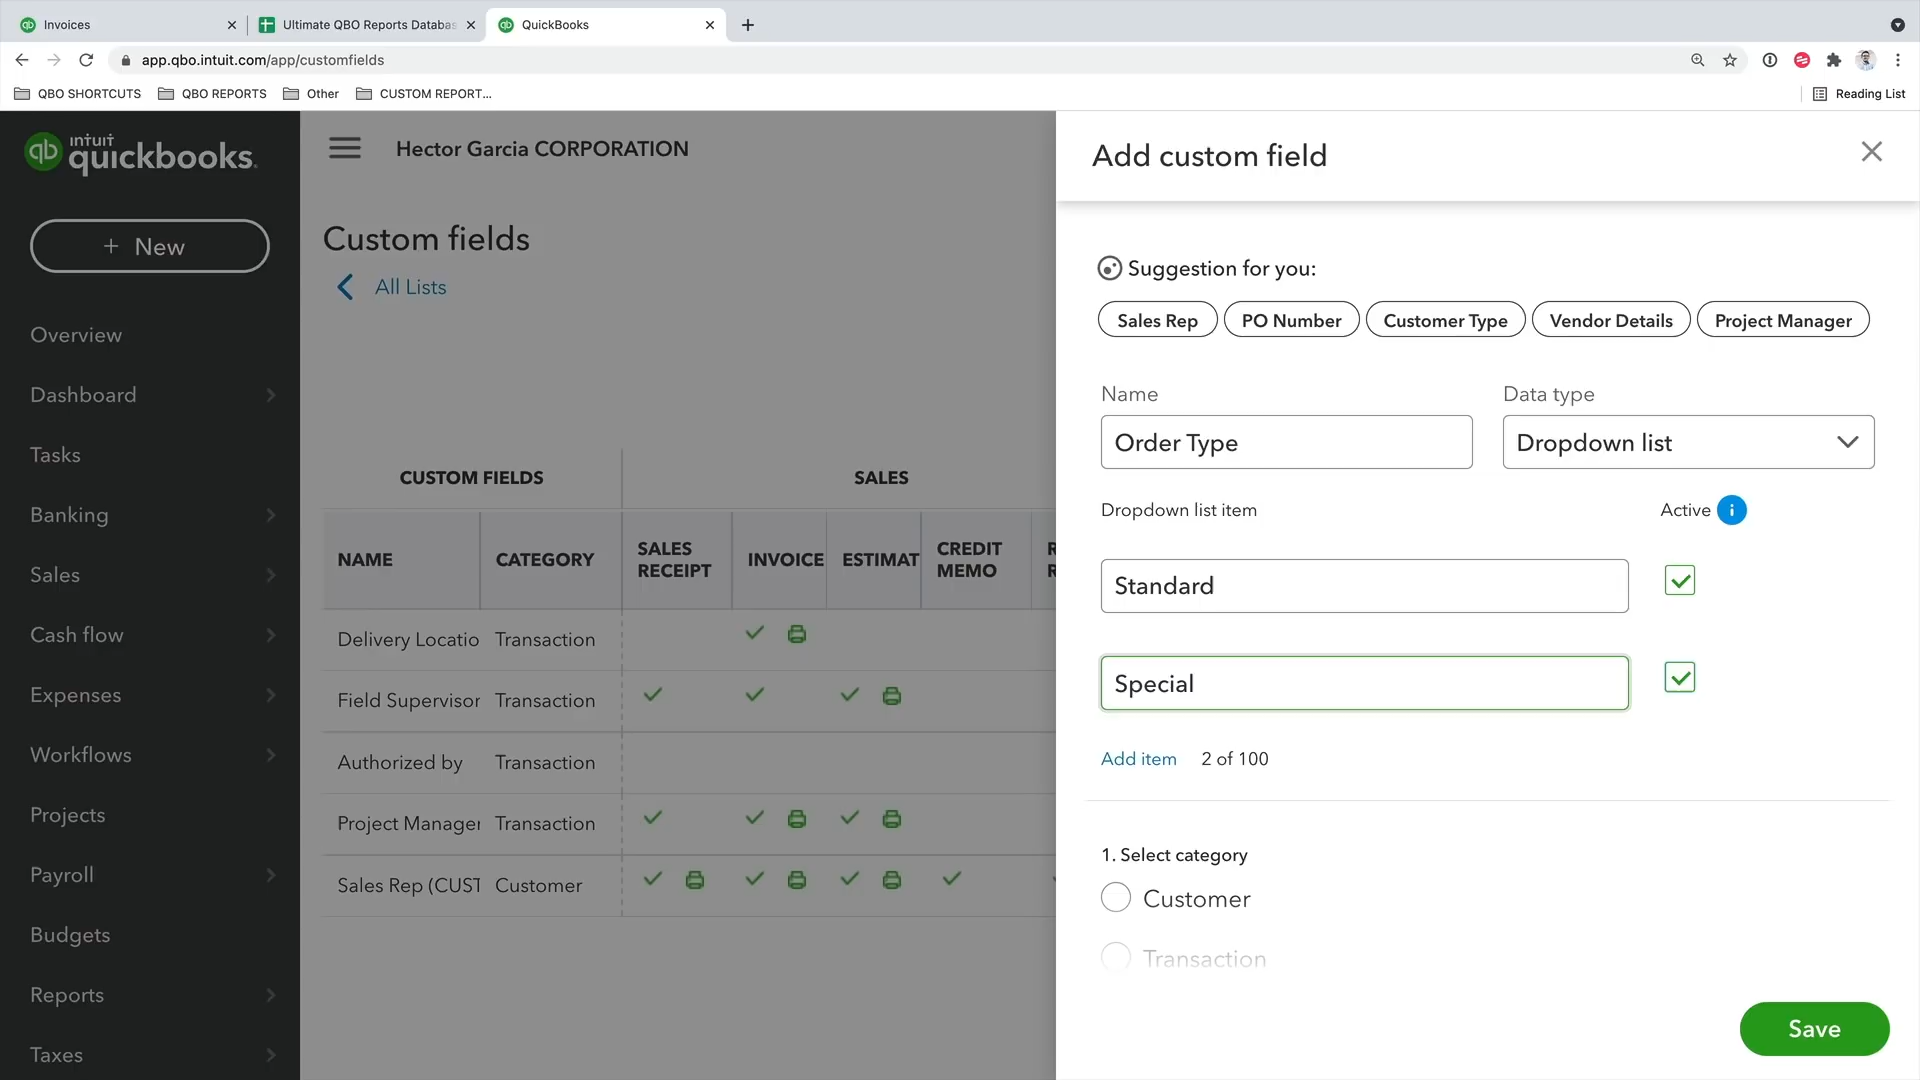 Invoices
Ultimate QBO Reports Databas
QuickBooks
app.qbo.intuit.com/app/customfields
QBO SHORTCUTS
QBO REPORTS
Other
CUSTOM REPORT...
Reading List
intuit
quickbooks.
+ New
Overview
Dashboard
Tasks
Banking
Sales
Cash flow
Expenses
Workflows
Projects
Payroll
Budgets
Reports
Taxes
Hector Garcia CORPORATION
Custom fields
All Lists
CUSTOM FIELDS
SALES
NAME
CATEGORY
SALES RECEIPT
INVOICE
ESTIMAT
CREDIT MEMO
Delivery Locatio
Transaction
Field Supervisor
Transaction
Authorized by
Transaction
Project Manager
Transaction
Sales Rep (CUST
Customer
Add custom field
Suggestion for you:
Sales Rep
PO Number
Customer Type
Vendor Details
Project Manager
Name
Data type
Order Type
Dropdown list
Dropdown list item
Active
Standard
Special
Add item
2 of 100
1. Select category
Customer
Transaction
Save